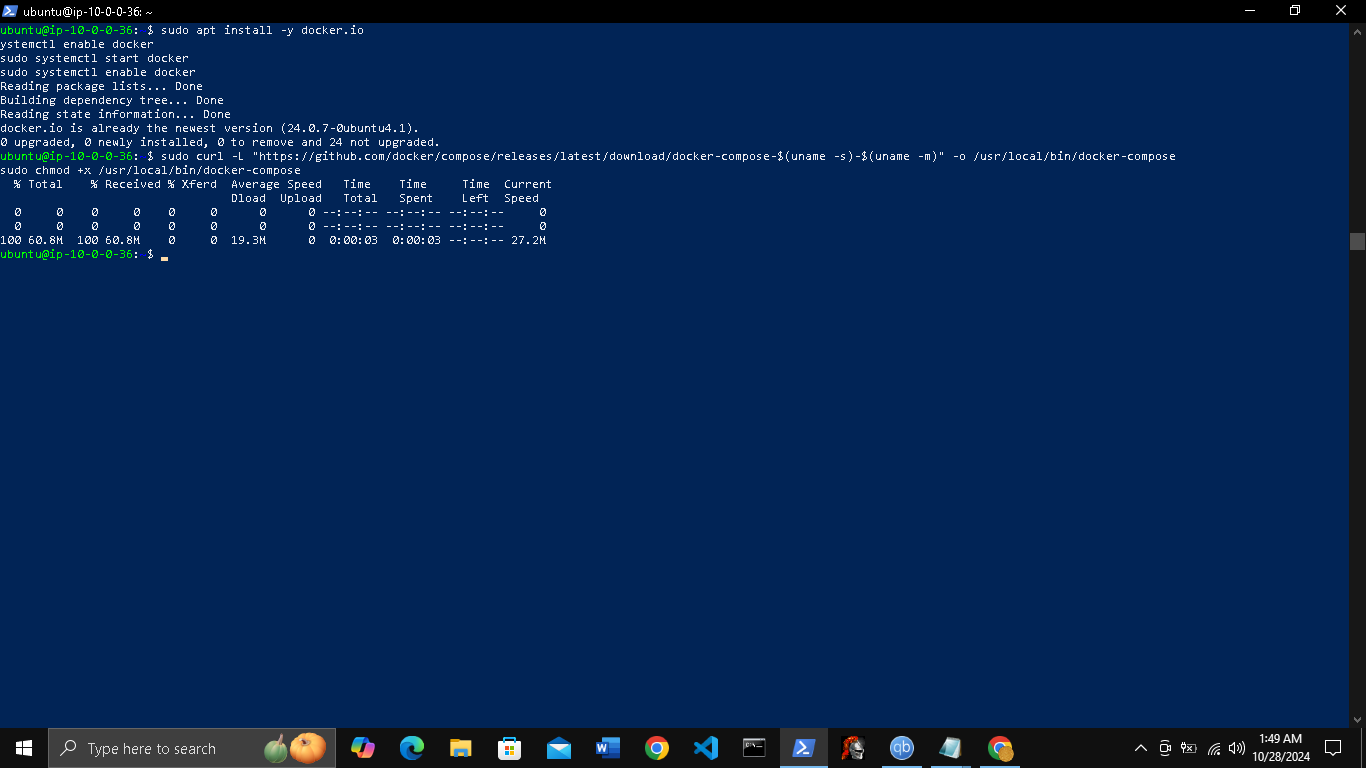 ubuntu@ip-10-0-0-36: ~
ubuntu@ip-10-0-0-36:~$ sudo apt install -y docker.io
ystemctl enable docker
sudo systemctl start docker
sudo systemctl enable docker
Reading package lists... Done
Building dependency tree... Done
Reading state information... Done
docker.io is already the newest version (24.0.7-0ubuntu4.1).
0 upgraded, 0 newly installed, 0 to remove and 24 not upgraded.
ubuntu@ip-10-0-0-36:~$ sudo curl -L "https://github.com/docker/compose/releases/latest/download/docker-compose-$(uname -s)-$(uname -m)" -o /usr/local/bin/docker-compose
sudo chmod +x /usr/local/bin/docker-compose
  % Total    % Received % Xferd  Average Speed   Time    Time     Time  Current
                                 Dload  Upload   Total   Spent    Left  Speed
  0     0    0     0    0     0      0      0 --:--:-- --:--:-- --:--:--     0
  0     0    0     0    0     0      0      0 --:--:-- --:--:-- --:--:--     0
100 60.8M  100 60.8M    0     0  19.3M      0  0:00:03  0:00:03 --:--:-- 27.2M
ubuntu@ip-10-0-0-36:~$
Type here to search
qb
1:49 AM
10/28/2024